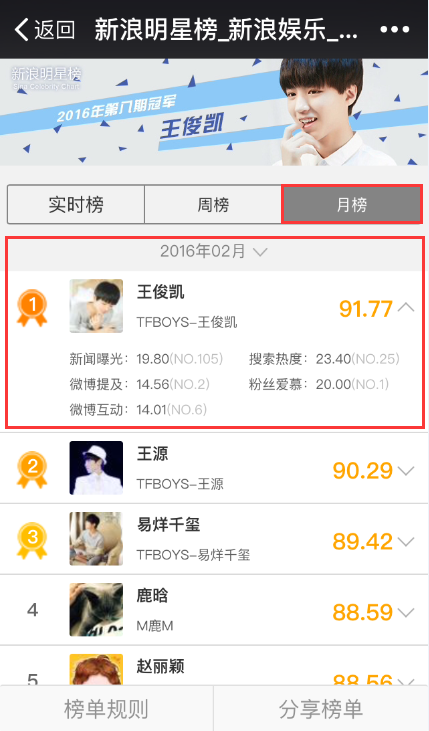 返回 新浪明星榜_新浪娱乐_...
新浪明星榜
Sina Celebrity Chart
2016年第八期冠军
王俊凯
实时榜 周榜 月榜
2016年02月
1 王俊凯
TFBOYS-王俊凯
91.77
新闻曝光：19.80(NO.105) 搜索热度：23.40(NO.25)
微博提及：14.56(NO.2) 粉丝爱慕：20.00(NO.1)
微博互动：14.01(NO.6)
2 王源
TFBOYS-王源
90.29
3 易烊千玺
TFBOYS-易烊千玺
89.42
4 鹿晗
M鹿M
88.59
5 赵丽颖
88.56
榜单规则 分享榜单